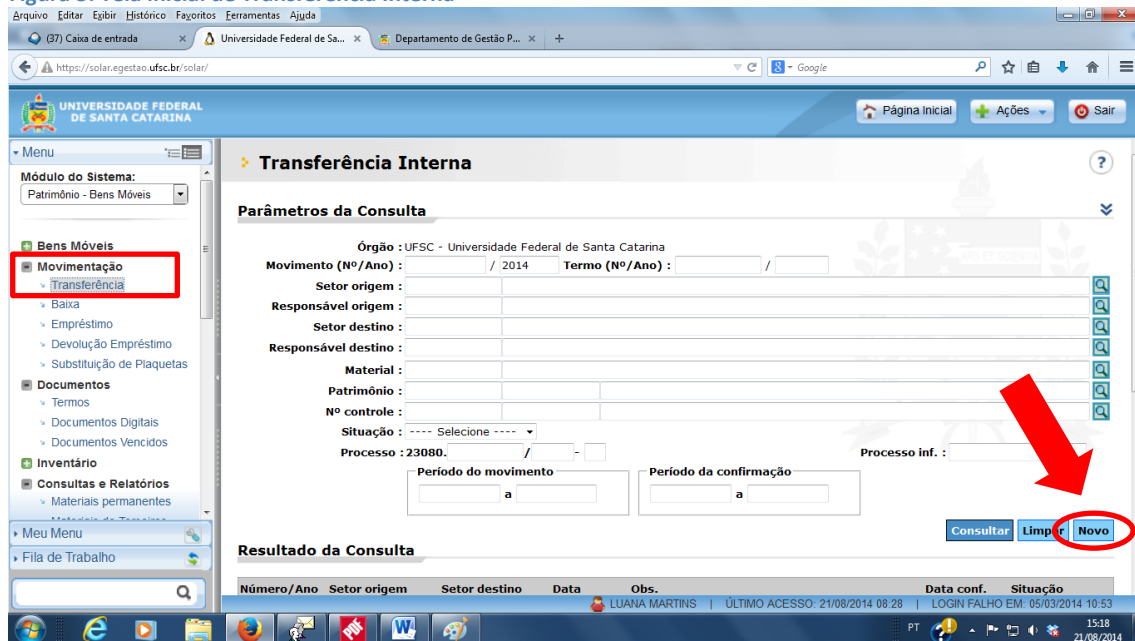 Arquivo Editar Exibir Histórico Favoritos Ferramentas Ajuda
(37) Caixa de entrada × Universidade Federal de Sa... × Departamento de Gestão P... × +
https://solar.egestao.ufsc.br/solar/ Google
UNIVERSIDADE FEDERAL
DE SANTA CATARINA
Página Inicial Ações Sair
Menu
Módulo do Sistema:
Patrimônio - Bens Móveis
Bens Móveis
Movimentação
Transferência
Baixa
Empréstimo
Devolução Empréstimo
Substituição de Plaquetas
Documentos
Termos
Documentos Digitais
Documentos Vencidos
Inventário
Consultas e Relatórios
Materiais permanentes
Meu Menu
Fila de Trabalho
Transferência Interna ?
Parâmetros da Consulta
Órgão : UFSC - Universidade Federal de Santa Catarina
Movimento (Nº/Ano) : / 2014 Termo (Nº/Ano) : /
Setor origem :
Responsável origem :
Setor destino :
Responsável destino :
Material :
Patrimônio :
Nº controle :
Situação : ---- Selecione ----
Processo : 23080. / - Processo inf. :
Período do movimento Período da confirmação
a a
Consultar Limpar Novo
Resultado da Consulta
Número/Ano Setor origem Setor destino Data Obs. Data conf. Situação
LUANA MARTINS | ÚLTIMO ACESSO: 21/08/2014 08:28 | LOGIN FALHO EM: 05/03/2014 10:53
PT 15:18
21/08/2014